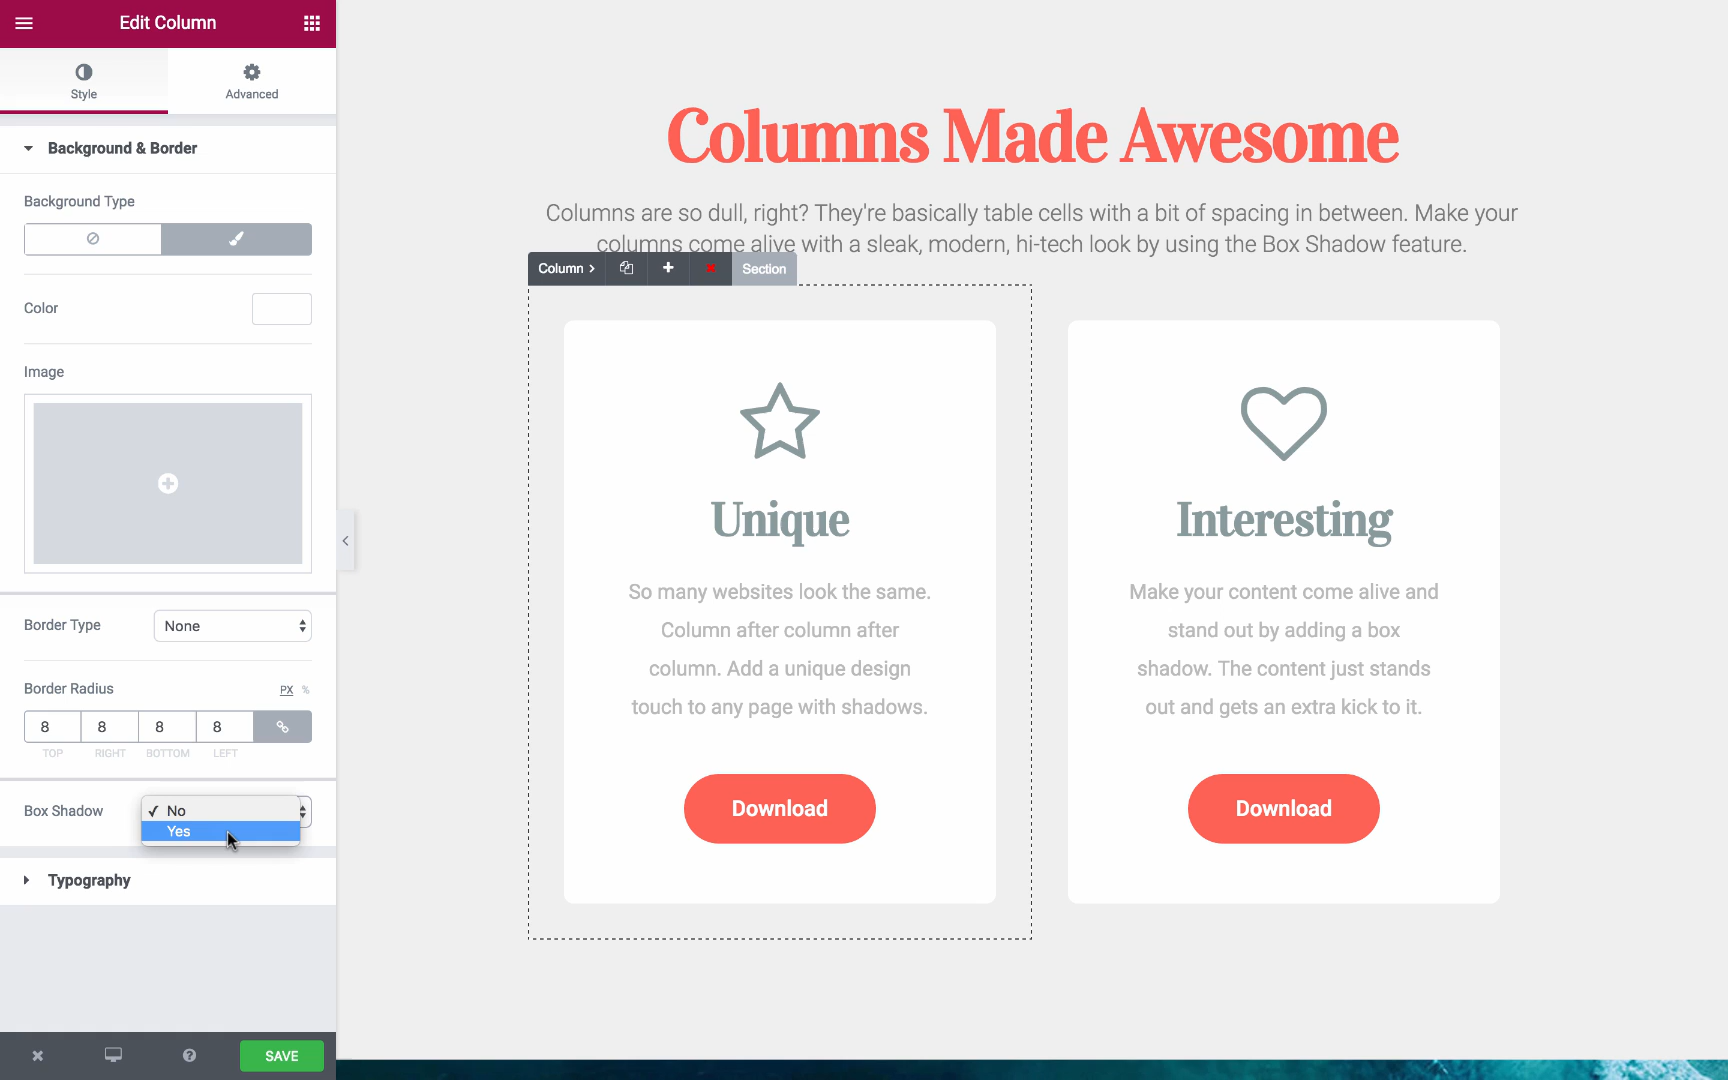 Edit Column
Style
Advanced
Background & Border
Background Type
Color
Image
Border Type
None
Border Radius
PX %
8 8 8 8
TOP RIGHT BOTTOM LEFT
Box Shadow
✓ No
Yes
Typography
SAVE
Columns Made Awesome
Columns are so dull, right? They're basically table cells with a bit of spacing in between. Make your
columns come alive with a sleak, modern, hi-tech look by using the Box Shadow feature.
Column >
Section
Unique
So many websites look the same.
Column after column after
column. Add a unique design
touch to any page with shadows.
Download
Interesting
Make your content come alive and
stand out by adding a box
shadow. The content just stands
out and gets an extra kick to it.
Download